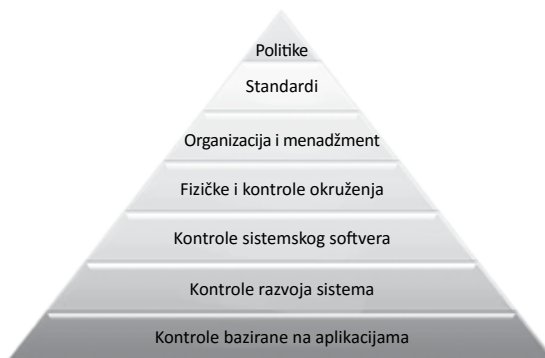 Politike
Standardi
Organizacija i menadžment
Fizičke i kontrole okruženja
Kontrole sistemskog softvera
Kontrole razvoja sistema
Kontrole bazirane na aplikacijama